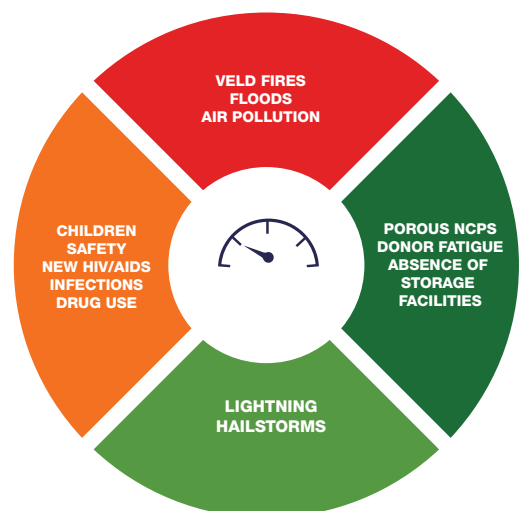 VELD FIRES
FLOODS
AIR POLLUTION
CHILDREN
SAFETY
NEW HIV/AIDS
INFECTIONS
DRUG USE
POROUS NCPS
DONOR FATIGUE
ABSENCE OF
STORAGE
FACILITIES
LIGHTNING
HAILSTORMS